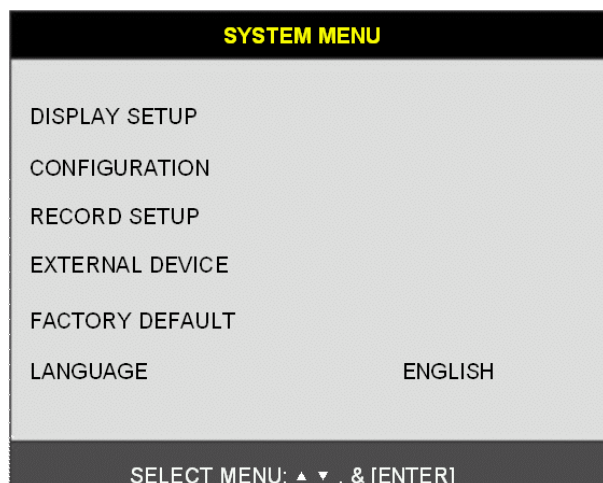 SYSTEM MENU
DISPLAY SETUP
CONFIGURATION
RECORD SETUP
EXTERNAL DEVICE
FACTORY DEFAULT
LANGUAGE ENGLISH
SELECT MENU: ▲ ▼ , & [ENTER]